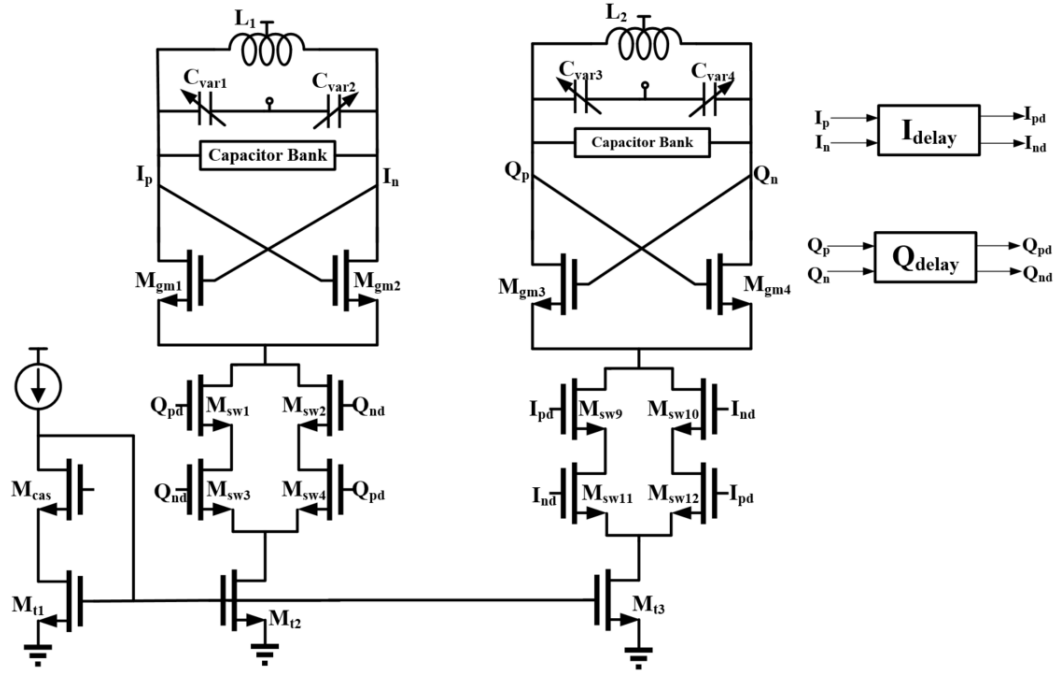 L1 L2
Cvar1 Cvar2 Cvar3 Cvar4
Capacitor Bank Capacitor Bank
Ip In Qp Qn
Ip In Idelay Ipd Ind
Mgm1 Mgm2 Mgm3 Mgm4
Qp Qn Qdelay Qpd Qnd
Qpd Msw1 Msw2 Qnd Ipd Msw9 Msw10 Ind
Mcas Qnd Msw3 Msw4 Qpd Ind Msw11 Msw12 Ipd
Mt1 Mt2 Mt3